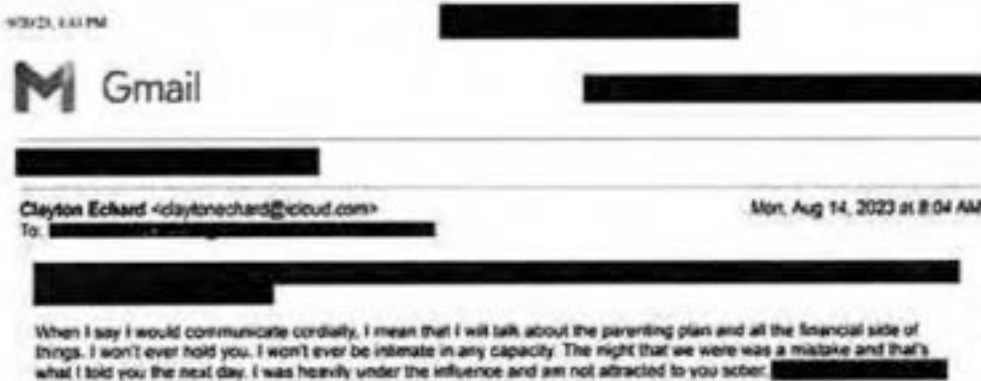 Gmail
Clayton Echard <claytonechard@icloud.com>
Mon, Aug 14, 2023 at 8:04 AM
To:
When I say I would communicate cordially, I mean that I will talk about the parenting plan and all the financial side of
things. I won't ever hold you. I won't ever be intimate in any capacity. The night that we were was a mistake and that's
what I told you the next day. I was heavily under the influence and am not attracted to you sober.